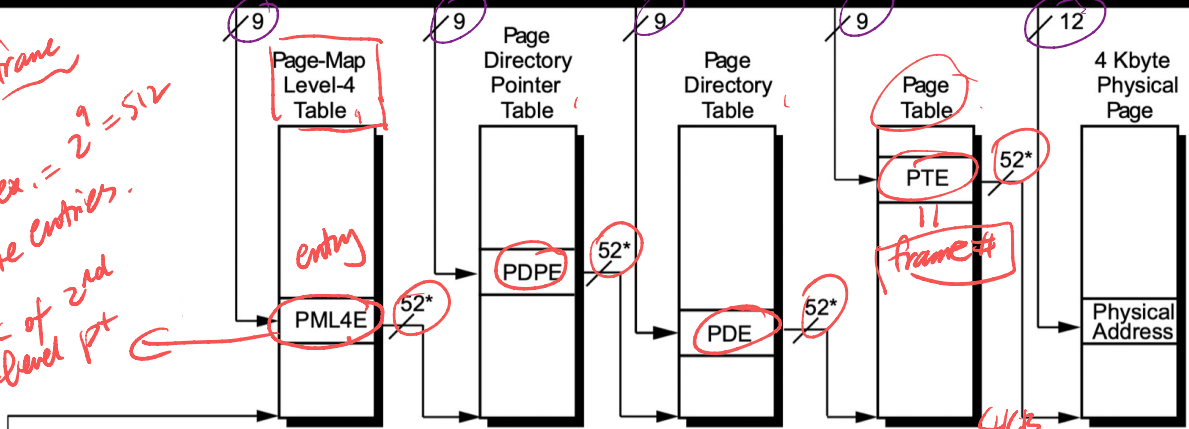 9
9
9
9
12
Page-Map
Level-4
Table
Page
Directory
Pointer
Table
Page
Directory
Table
Page
Table
4 Kbyte
Physical
Page
rame
ex. = 2^9 = 512
entries.
of 2nd
level pt
entry
PML4E
52*
PDPE
52*
PDE
52*
PTE
52*
frame #
Physical
Address